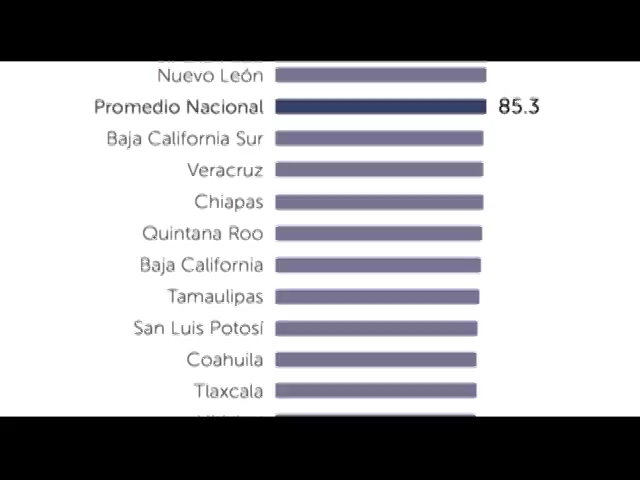 Nuevo León
Promedio Nacional 85.3
Baja California Sur
Veracruz
Chiapas
Quintana Roo
Baja California
Tamaulipas
San Luis Potosí
Coahuila
Tlaxcala